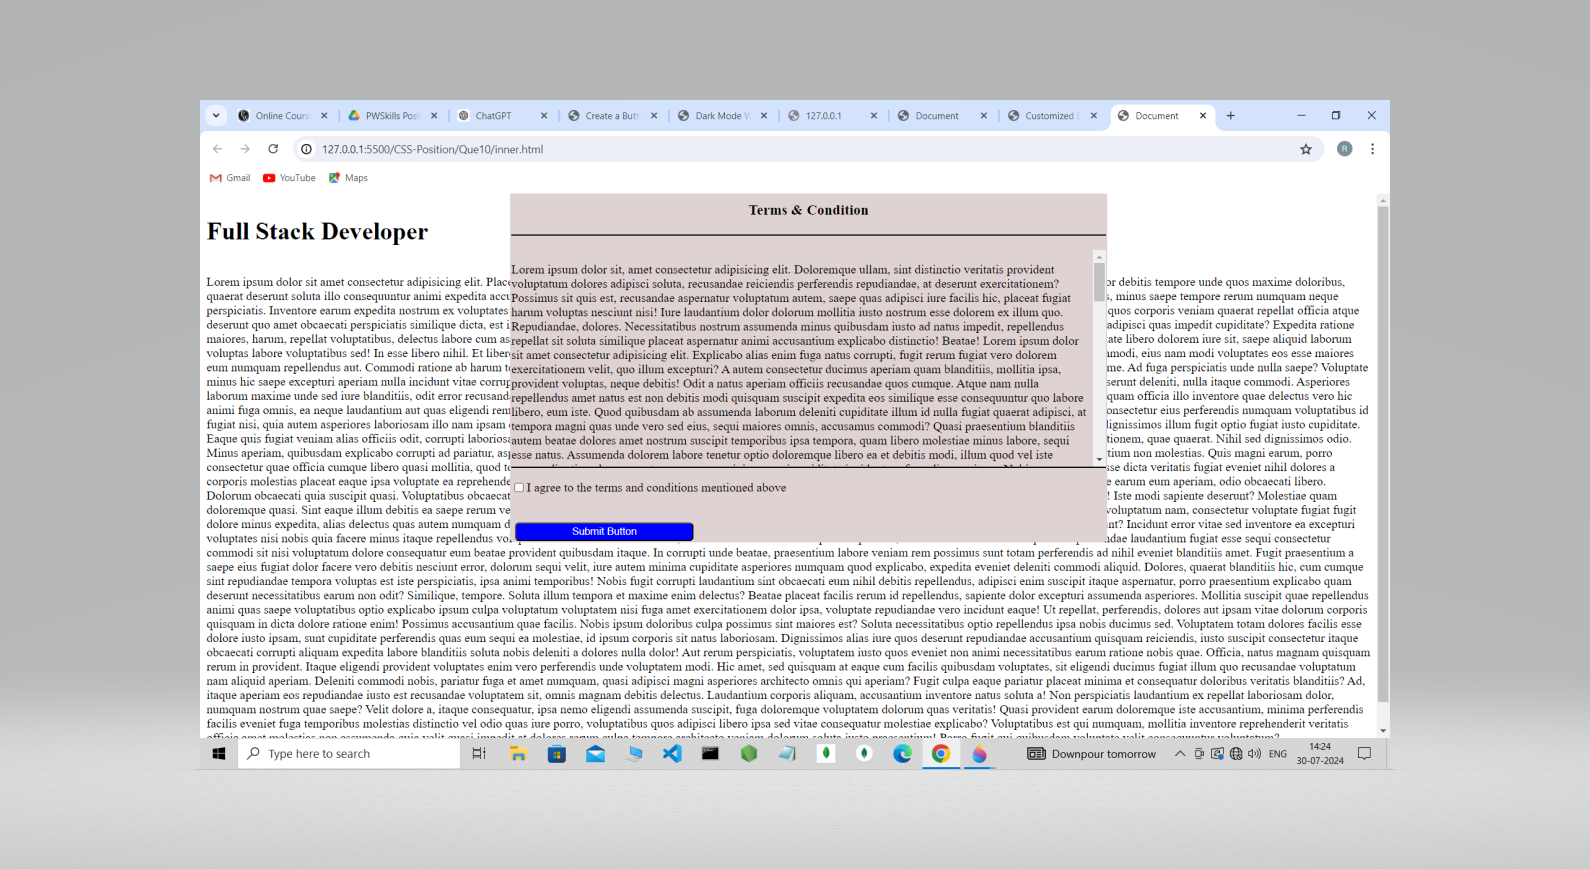 Online Cours
PWSkills Posi
ChatGPT
Create a Butt
Dark Mode W
127.0.0.1
Document
Customized D
Document
127.0.0.1:5500/CSS-Position/Que10/inner.html
R
Gmail
YouTube
Maps
Full Stack Developer
Terms & Condition
Lorem ipsum dolor sit, amet consectetur adipisicing elit. Doloremque ullam, sint distinctio veritatis provident
voluptatum dolores adipisci soluta, recusandae reiciendis perferendis repudiandae, at deserunt exercitationem?
Possimus sit quis est, recusandae aspernatur voluptatum autem, saepe quas adipisci iure facilis hic, placeat fugiat
harum voluptas nesciunt nisi! Iure laudantium dolor dolorum mollitia iusto nostrum esse dolorem ex illum quo.
Repudiandae, dolores. Necessitatibus nostrum assumenda minus quibusdam iusto ad natus impedit, repellendus
repellat sit soluta similique placeat aspernatur animi accusantium explicabo distinctio! Beatae! Lorem ipsum dolor
sit amet consectetur adipisicing elit. Explicabo alias enim fuga natus corrupti, fugit rerum fugiat vero dolorem
exercitationem velit, quo illum excepturi? A autem consectetur ducimus aperiam quam blanditiis, mollitia ipsa,
provident voluptas, neque debitis! Odit a natus aperiam officiis recusandae quos cumque. Atque nam nulla
repellendus amet natus est non debitis modi quisquam suscipit expedita eos similique esse consequuntur quo labore
libero, eum iste. Quod quibusdam ab assumenda laborum deleniti cupiditate illum id nulla fugiat quaerat adipisci, at
tempora magni quas unde vero sed eius, sequi maiores omnis, accusamus commodi? Quasi praesentium blanditiis
autem beatae dolores amet nostrum suscipit temporibus ipsa tempora, quam libero molestiae minus labore, sequi
esse natus. Assumenda dolorem labore tenetur optio doloremque libero ea et debitis modi, illum quod vel iste
I agree to the terms and conditions mentioned above
Submit Button
Lorem ipsum dolor sit amet consectetur adipisicing elit. Plac or debitis tempore unde quos maxime doloribus,
quaerat deserunt soluta illo consequuntur animi expedita acc s, minus saepe tempore rerum numquam neque
perspiciatis. Inventore earum expedita nostrum ex voluptates quos corporis veniam quaerat repellat officia atque
deserunt quo amet obcaecati perspiciatis similique dicta, est i adipisci quas impedit cupiditate? Expedita ratione
maiores, harum, repellat voluptatibus, delectus labore cum as ate libero dolorem iure sit, saepe aliquid laborum
voluptas labore voluptatibus sed! In esse libero nihil. Et liber modi, eius nam modi voluptates eos esse maiores
eum numquam repellendus aut. Commodi ratione ab harum t me. Ad fuga perspiciatis unde nulla saepe? Voluptate
minus hic saepe excepturi aperiam nulla incidunt vitae corrup serunt deleniti, nulla itaque commodi. Asperiores
laborum maxime unde sed iure blanditiis, odit error recusand quam officia illo inventore quae delectus vero hic
animi fuga omnis, ea neque laudantium aut quas eligendi rem onsectetur eius perferendis numquam voluptatibus id
fugiat nisi, quia autem asperiores laboriosam illo nam ipsam lignissimos illum fugit optio fugiat iusto cupiditate.
Eaque quis fugiat veniam alias officiis odit, corrupti laborios tionem, quae quaerat. Nihil sed dignissimos odio.
Minus aperiam, quibusdam explicabo corrupti ad pariatur, as tium non molestias. Quis magni earum, porro
consectetur quae officia cumque libero quasi mollitia, quod t se dicta veritatis fugiat eveniet nihil dolores a
corporis molestias placeat eaque ipsa voluptate ea reprehende e earum eum aperiam, odio obcaecati libero.
Dolorum obcaecati quia suscipit quasi. Voluptatibus obcaecat ! Iste modi sapiente deserunt? Molestiae quam
doloremque quasi. Sint eaque illum debitis ea saepe rerum ve voluptatum nam, consectetur voluptate fugiat fugit
dolore minus expedita, alias delectus quas autem numquam d nt? Incidunt error vitae sed inventore ea excepturi
voluptates nisi nobis quia facere minus itaque repellendus vo ndae laudantium fugiat esse sequi consectetur
commodi sit nisi voluptatum dolore consequatur eum beatae provident quibusdam itaque. In corrupti unde beatae, praesentium labore veniam rem possimus sunt totam perferendis ad nihil eveniet blanditiis amet. Fugit praesentium a
saepe eius fugiat dolor facere vero debitis nesciunt error, dolorum sequi velit, iure autem minima cupiditate asperiores numquam quod explicabo, expedita eveniet deleniti commodi aliquid. Dolores, quaerat blanditiis hic, cum cumque
sint repudiandae tempora voluptas est iste perspiciatis, ipsa animi temporibus! Nobis fugit corrupti laudantium sint obcaecati eum nihil debitis repellendus, adipisci enim suscipit itaque aspernatur, porro praesentium explicabo quam
deserunt necessitatibus earum non odit? Similique, tempore. Soluta illum tempora et maxime enim delectus? Beatae placeat facilis rerum id repellendus, sapiente dolor excepturi assumenda asperiores. Mollitia suscipit quae repellendus
animi quas saepe voluptatibus optio explicabo ipsum culpa voluptatum voluptatem nisi fuga amet exercitationem dolor ipsa, voluptate repudiandae vero incidunt eaque! Ut repellat, perferendis, dolores aut ipsam vitae dolorum corporis
quisquam in dicta dolore ratione enim! Possimus accusantium quae facilis. Nobis ipsum doloribus culpa possimus sint maiores est? Soluta necessitatibus optio repellendus ipsa nobis ducimus sed. Voluptatem totam dolores facilis esse
dolore iusto ipsam, sunt cupiditate perferendis quas eum sequi ea molestiae, id ipsum corporis sit natus laboriosam. Dignissimos alias iure quos deserunt repudiandae accusantium quisquam reiciendis, iusto suscipit consectetur itaque
obcaecati corrupti aliquam expedita labore blanditiis soluta nobis deleniti a dolores nulla dolor! Aut rerum perspiciatis, voluptatem iusto quos eveniet non animi necessitatibus earum ratione nobis quae. Officia, natus magnam quisquam
rerum in provident. Itaque eligendi provident voluptates enim vero perferendis unde voluptatem modi. Hic amet, sed quisquam at eaque cum facilis quibusdam voluptates, sit eligendi ducimus fugiat illum quo recusandae voluptatum
nam aliquid aperiam. Deleniti commodi nobis, pariatur fuga et amet numquam, quasi adipisci magni asperiores architecto omnis qui aperiam? Fugit culpa eaque pariatur placeat minima et consequatur doloribus veritatis blanditiis? Ad,
itaque aperiam eos repudiandae iusto est recusandae voluptatem sit, omnis magnam debitis delectus. Laudantium corporis aliquam, accusantium inventore natus soluta a! Non perspiciatis laudantium ex repellat laboriosam dolor,
numquam nostrum quae saepe? Velit dolore a, itaque consequatur, ipsa nemo eligendi assumenda suscipit, fuga doloremque voluptatem dolorum quas veritatis! Quasi provident earum doloremque iste accusantium, minima perferendis
facilis eveniet fuga temporibus molestias distinctio vel odio quas iure porro, voluptatibus quos adipisci libero ipsa sed vitae consequatur molestiae explicabo? Voluptas est qui numquam, mollitia inventore reprehenderit veritatis
Type here to search
Downpour tomorrow
ENG
14:24
30-07-2024